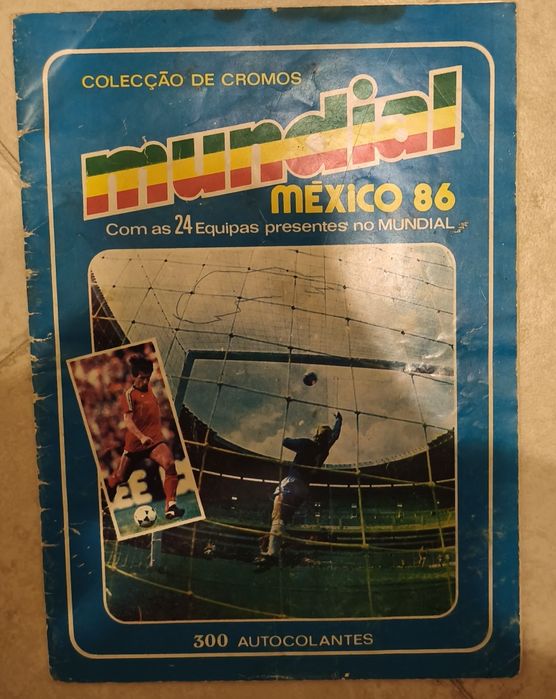 COLECÇÃO DE CROMOS
mundial
MÉXICO 86
Com as 24 Equipas presentes no MUNDIAL
300 AUTOCOLANTES